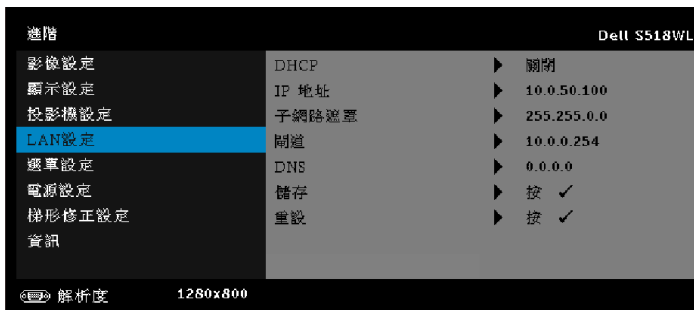 進階 Dell S518WL
影像設定 DHCP 關閉
顯示設定 IP 地址 10.0.50.100
投影機設定 子網路遮罩 255.255.0.0
LAN設定 閘道 10.0.0.254
選單設定 DNS 0.0.0.0
電源設定 儲存 按 ✓
梯形修正設定 重設 按 ✓
資訊
解析度 1280x800